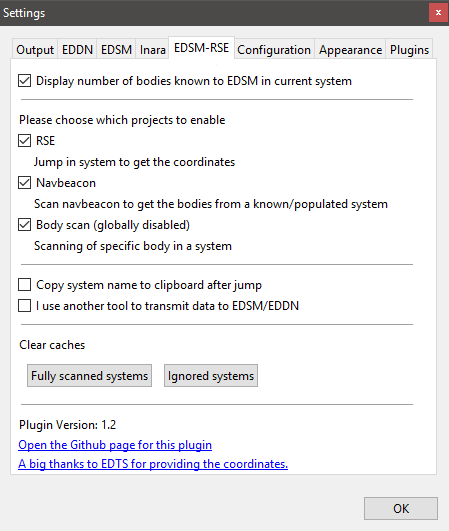 Settings
x
Output EDDN EDSM Inara EDSM-RSE Configuration Appearance Plugins
Display number of bodies known to EDSM in current system
Please choose which projects to enable
RSE
Jump in system to get the coordinates
Navbeacon
Scan navbeacon to get the bodies from a known/populated system
Body scan (globally disabled)
Scanning of specific body in a system
Copy system name to clipboard after jump
I use another tool to transmit data to EDSM/EDDN
Clear caches
Fully scanned systems Ignored systems
Plugin Version: 1.2
Open the Github page for this plugin
A big thanks to EDTS for providing the coordinates.
OK